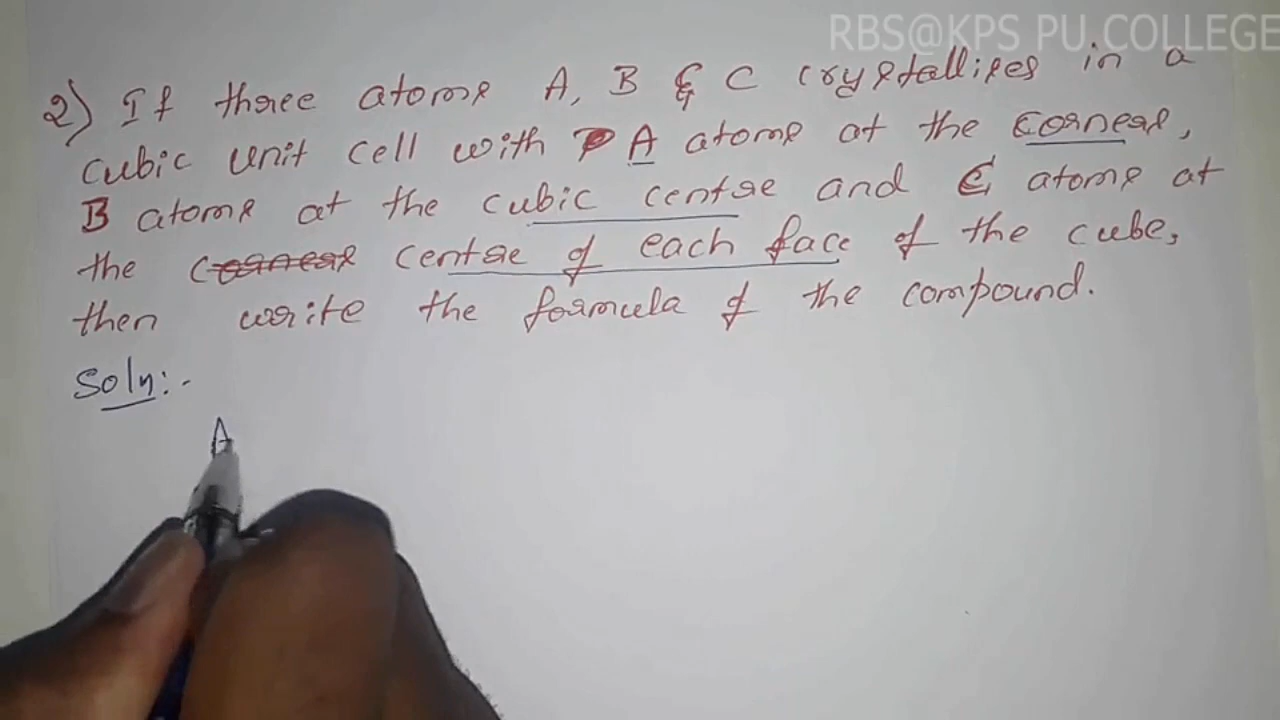 RBS@KPS PU COLLEGE
2) If three atoms A, B & C crystallises in a
cubic unit cell with A atoms at the corners,
B atoms at the cubic centre and C atoms at
the corners centre of each face of the cube,
then write the formula of the compound.
Soln:-
A